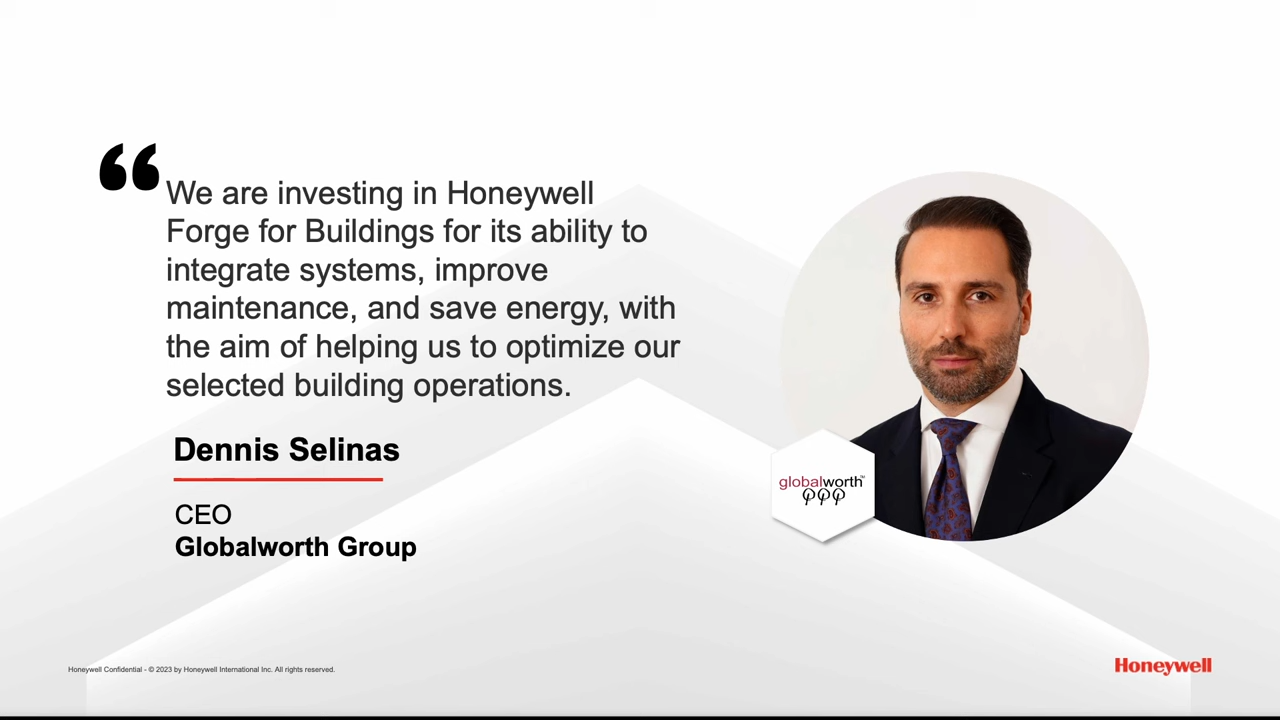 We are investing in Honeywell
Forge for Buildings for its ability to
integrate systems, improve
maintenance, and save energy, with
the aim of helping us to optimize our
selected building operations.
Dennis Selinas
CEO
Globalworth Group
globalworth
Honeywell Confidential - © 2023 by Honeywell International Inc. All rights reserved.
Honeywell